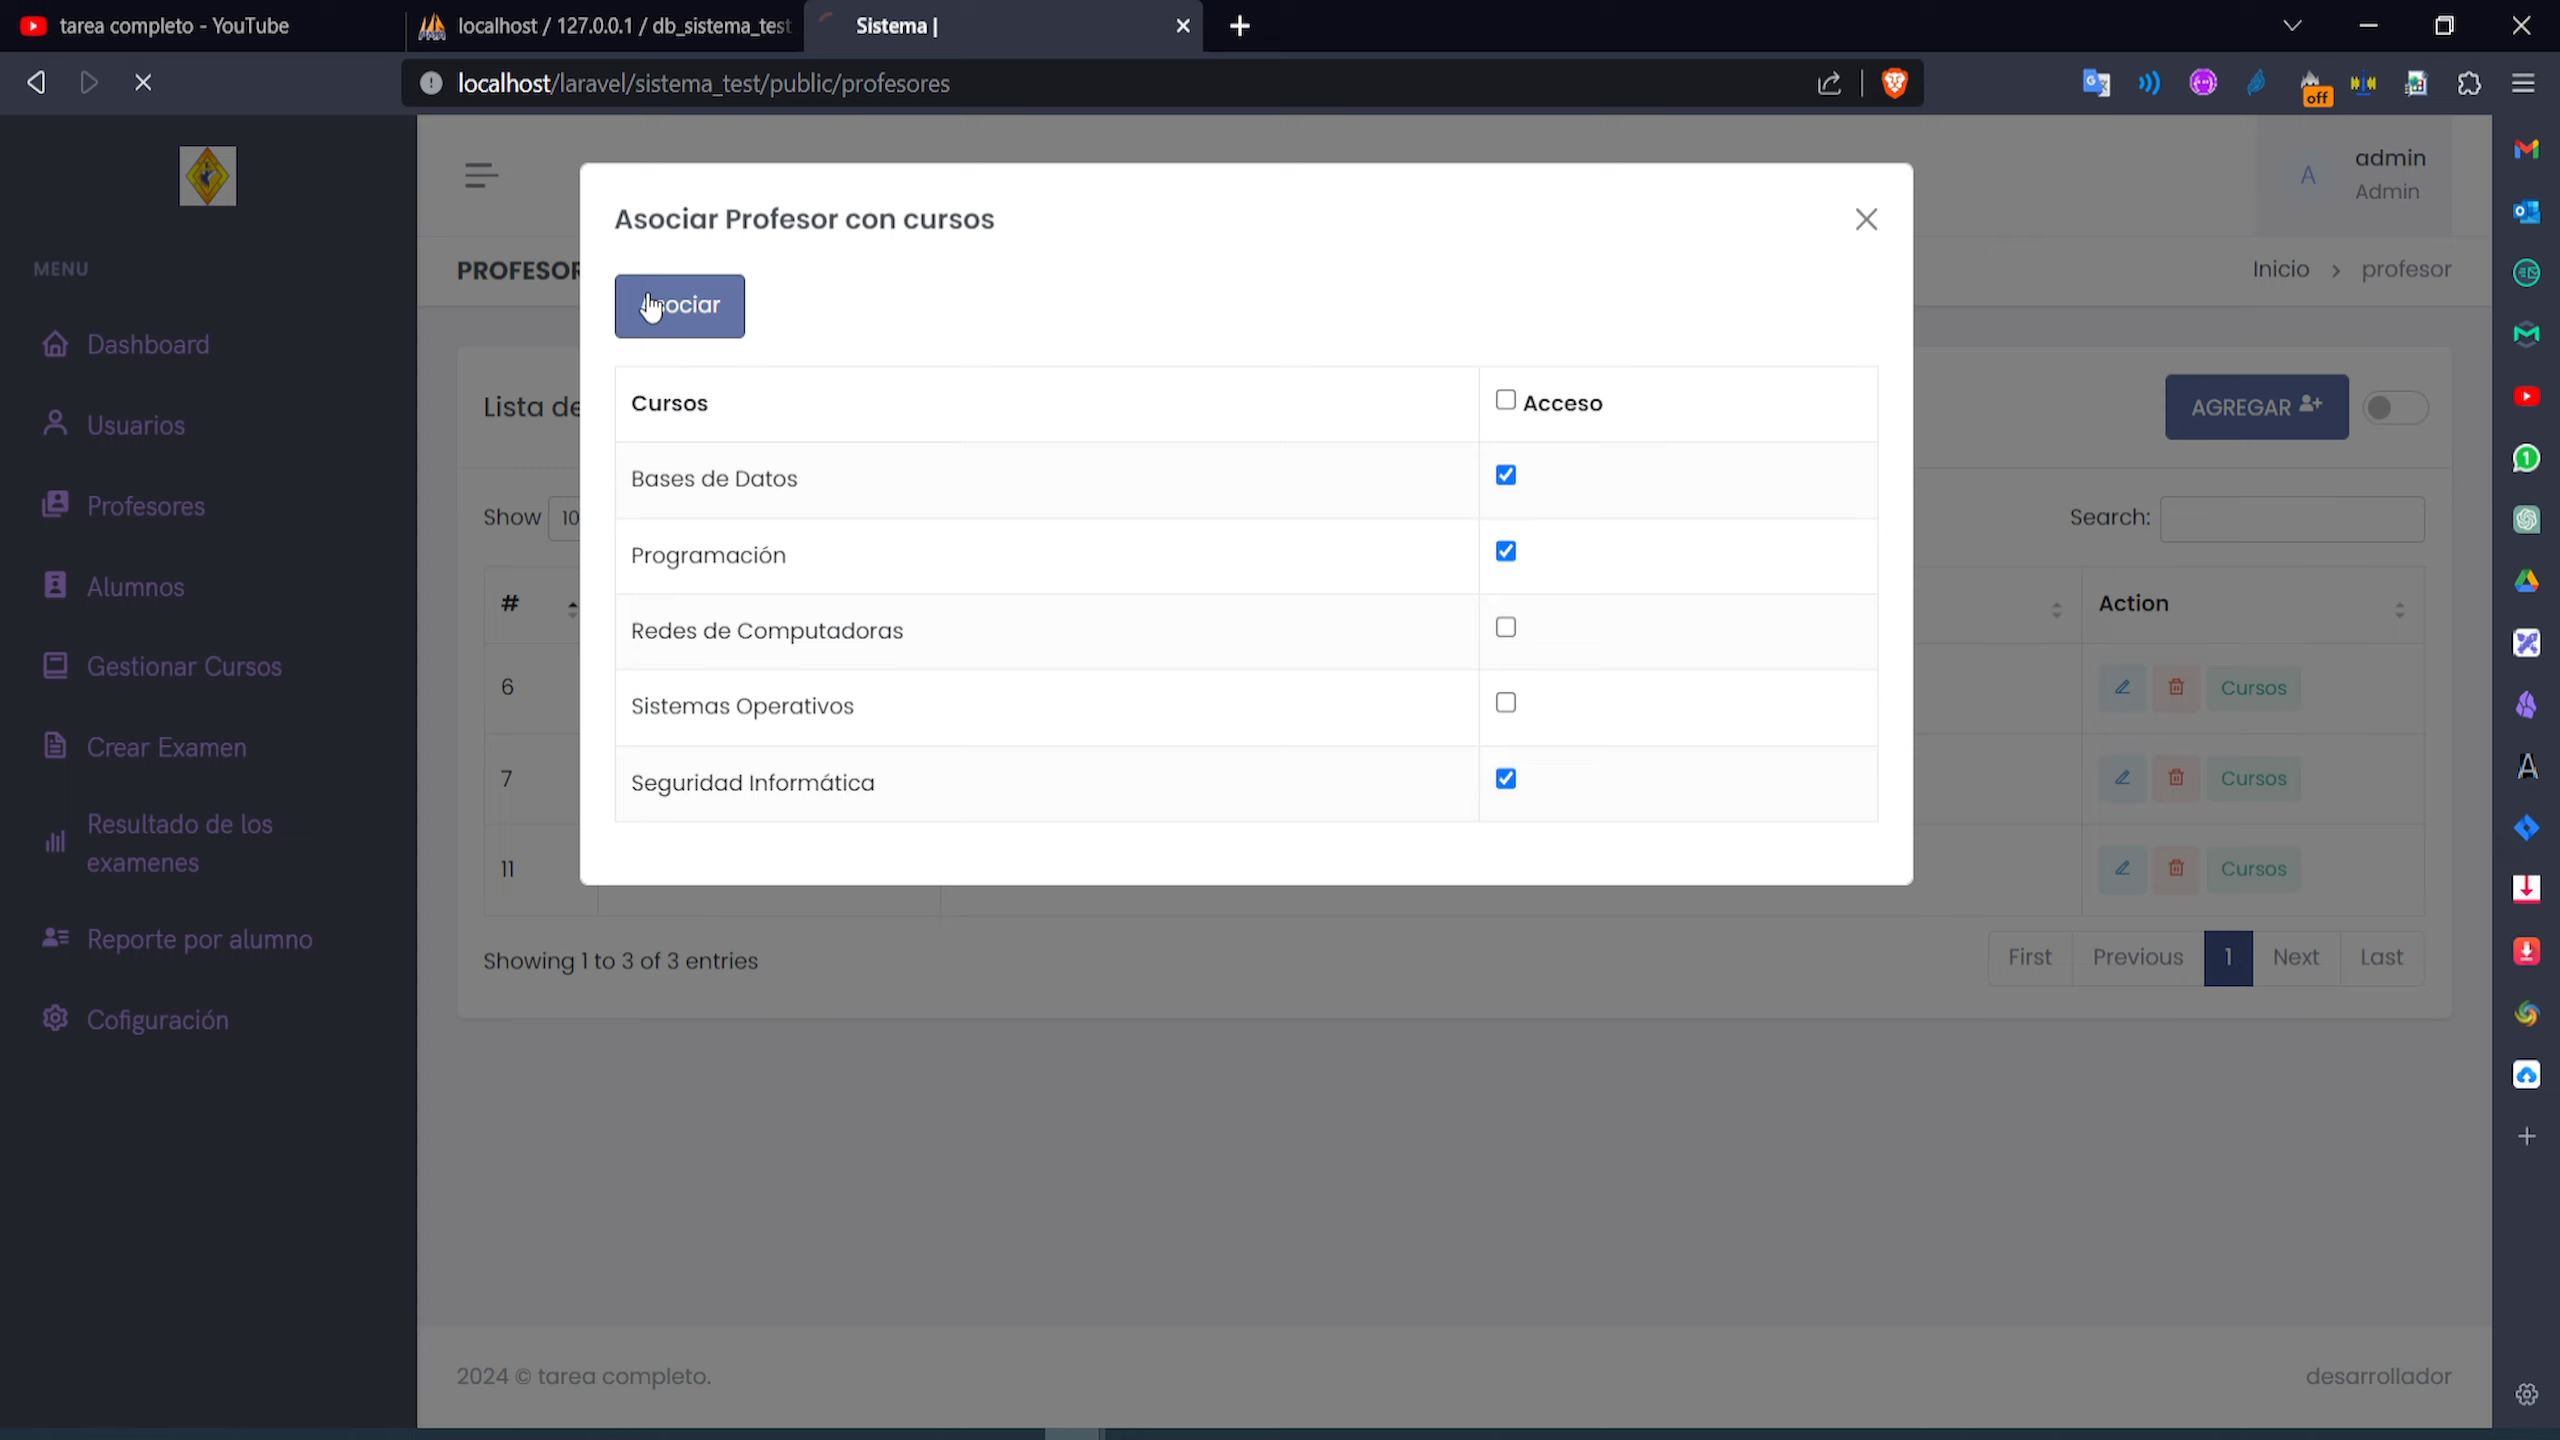 tarea completo - YouTube
localhost / 127.0.0.1 / db_sistema_test
Sistema |
localhost/laravel/sistema_test/public/profesores
off
MENU
Dashboard
Usuarios
Profesores
Alumnos
Gestionar Cursos
Crear Examen
Resultado de los
examenes
Reporte por alumno
Cofiguración
A
admin
Admin
PROFESOR
Inicio > profesor
Asociar Profesor con cursos
Cursos Acceso
Bases de Datos
Programación
Redes de Computadoras
Sistemas Operativos
Seguridad Informática
Lista de
AGREGAR
Show 10
Search:
# Action
6 Cursos
7 Cursos
11 Cursos
Showing 1 to 3 of 3 entries
First Previous 1 Next Last
2024 © tarea completo.
desarrollador